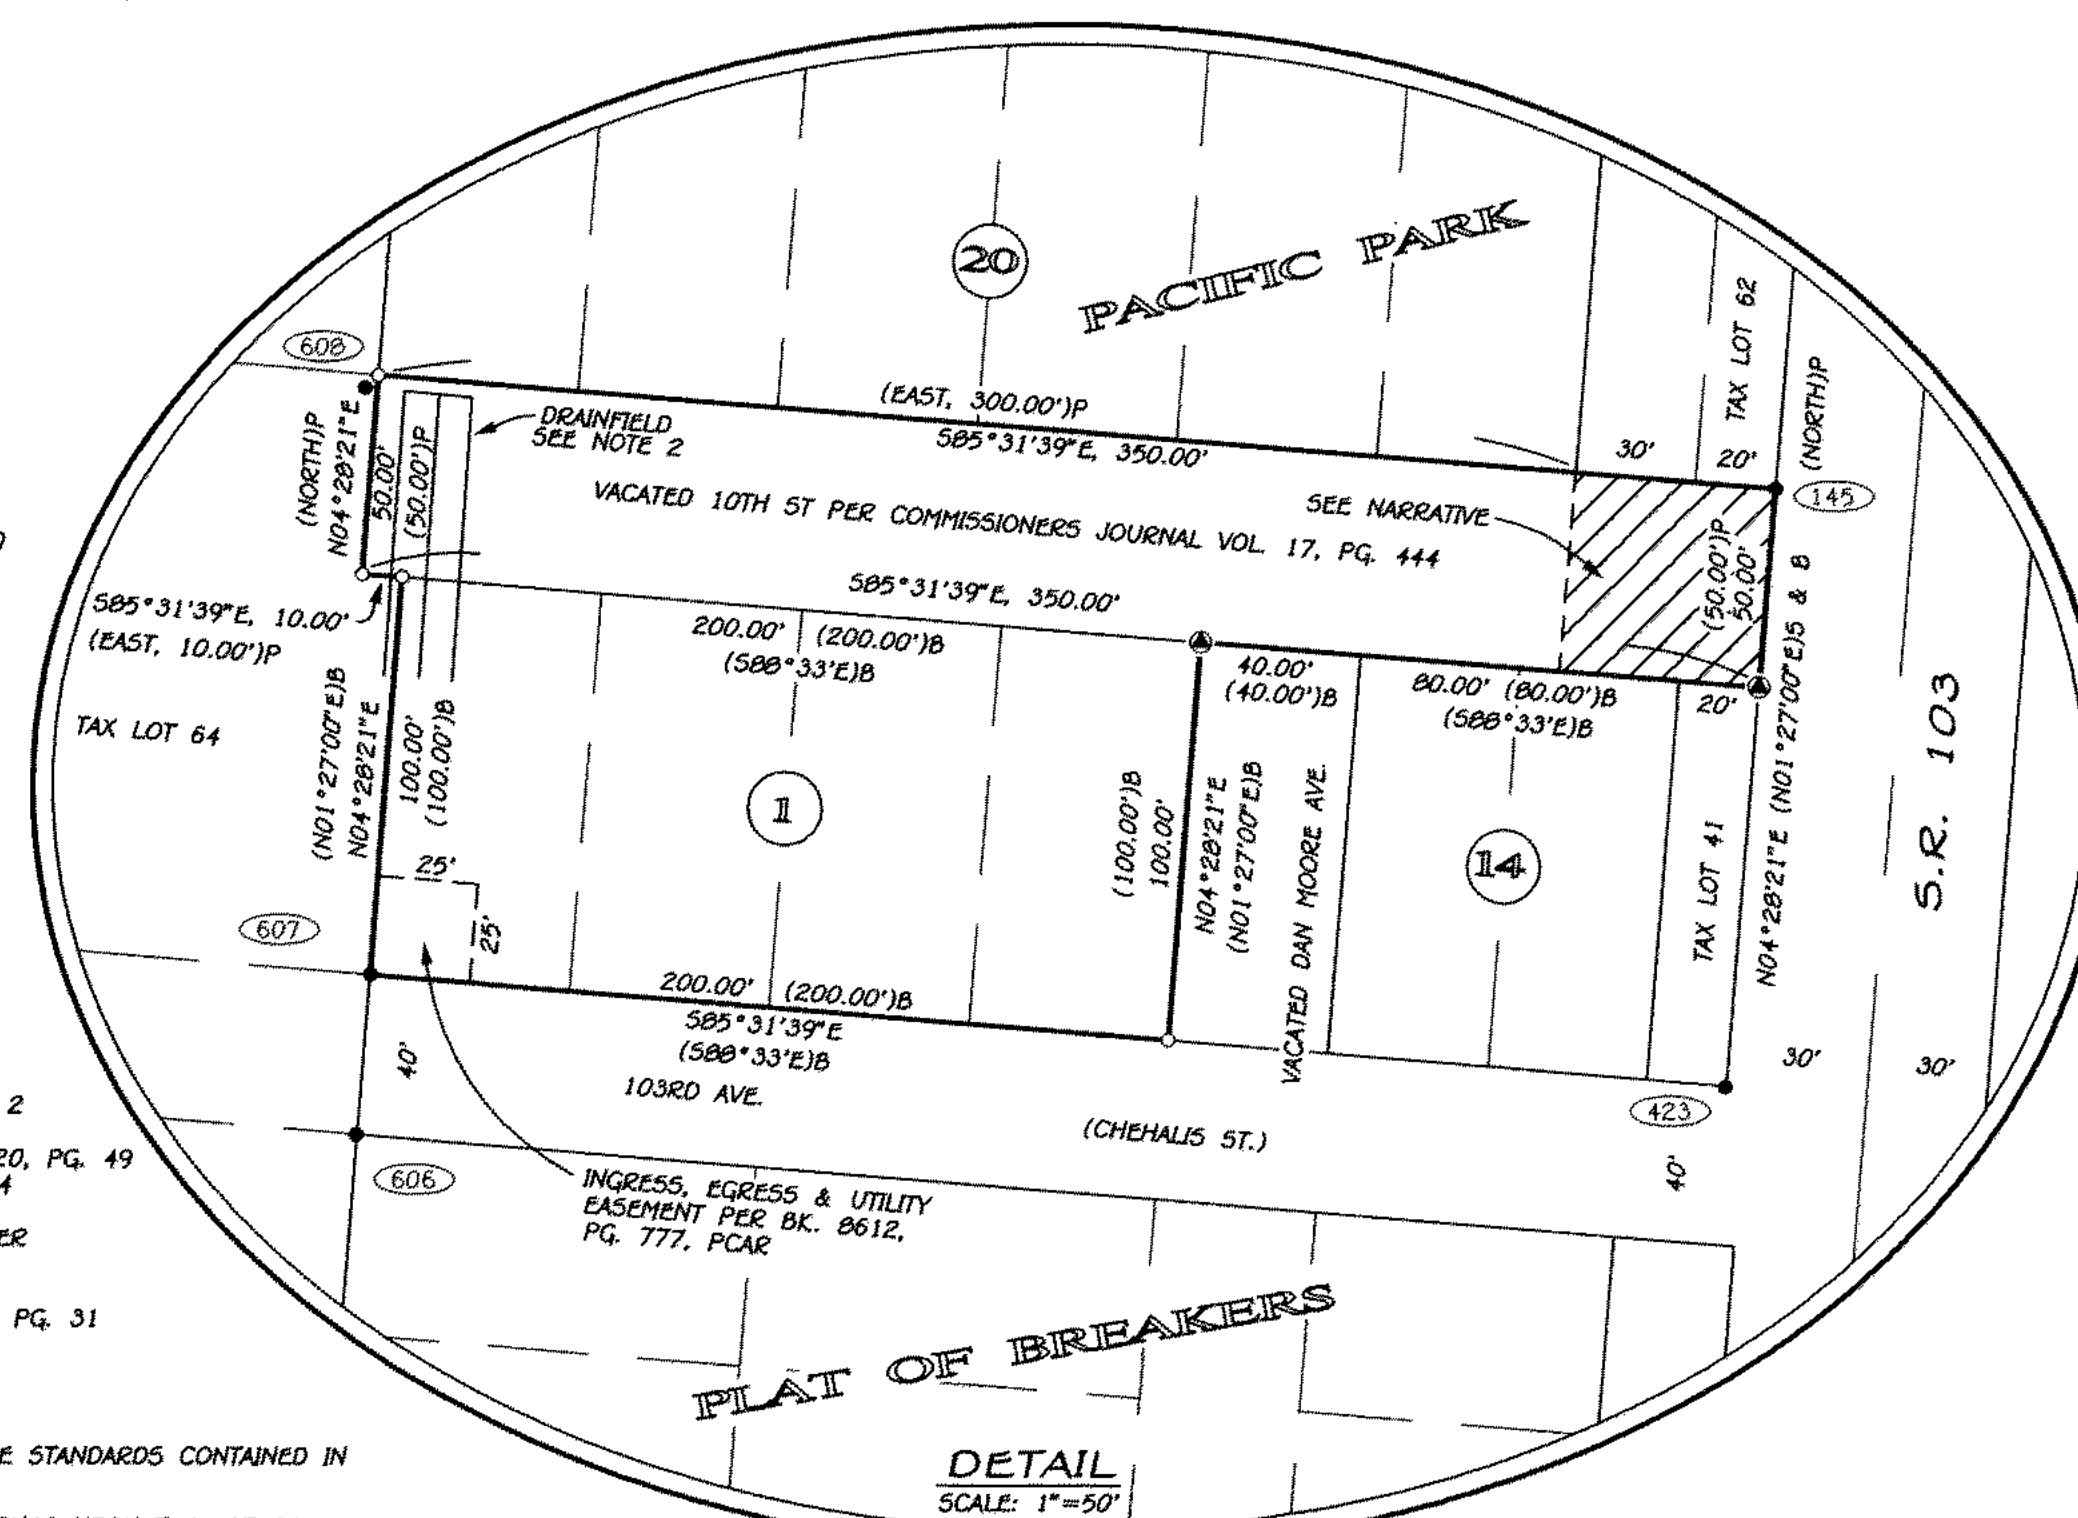 20
PACIFIC PARK
TAX LOT 62
(NORTH)P
608
(EAST, 300.00')P
S85°31'39"E, 350.00'
30'
20'
145
DRAINFIELD
SEE NOTE 2
(NORTH)P
N04°28'21"E
50.00'
(50.00')P
VACATED 10TH ST PER COMMISSIONERS JOURNAL VOL. 17, PG. 444
SEE NARRATIVE
(50.00')P
50.00'
S85°31'39"E, 10.00'
(EAST, 10.00')P
S85°31'39"E, 350.00'
200.00' (200.00')B
(S88°33'E)B
40.00'
(40.00')B
80.00' (80.00')B
(S88°33'E)B
20'
TAX LOT 64
(N01°27'00"E)B
N04°28'21"E
100.00'
(100.00')B
1
(100.00')B
100.00'
N04°28'21"E
(N01°27'00"E)B
VACATED DAN MOORE AVE.
14
TAX LOT 41
N04°28'21"E (N01°27'00"E)5 & B
S.R. 103
25'
25'
607
200.00' (200.00')B
S85°31'39"E
(S88°33'E)B
40'
103RD AVE.
(CHEHALIS ST.)
30'
30'
423
40'
606
INGRESS, EGRESS & UTILITY
EASEMENT PER BK. 8612,
PG. 777, PCAR
2
20, PG. 49
4
ER
PG. 31
PLAT OF BREAKERS
E STANDARDS CONTAINED IN
DETAIL
SCALE: 1"=50'